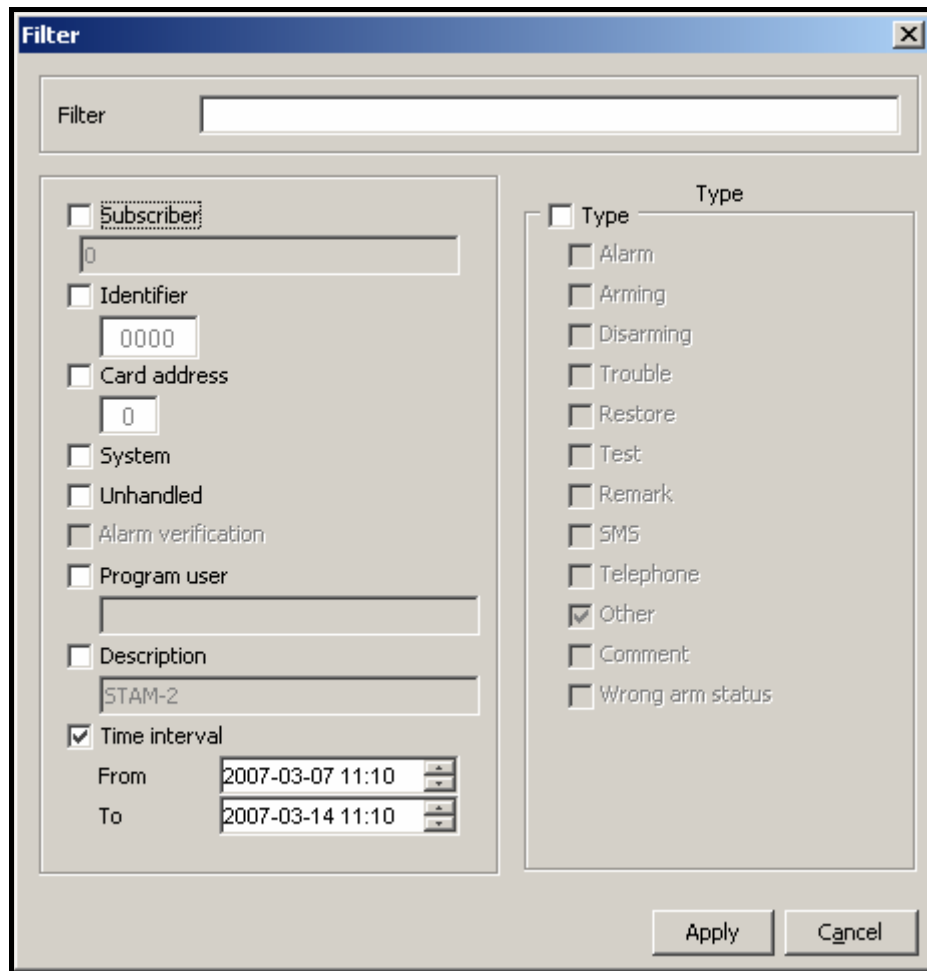 Filter
Filter
Subscriber
0
Identifier
0000
Card address
0
System
Unhandled
Alarm verification
Program user
Description
STAM-2
Time interval
From 2007-03-07 11:10
To 2007-03-14 11:10
Type
Type
Alarm
Arming
Disarming
Trouble
Restore
Test
Remark
SMS
Telephone
Other
Comment
Wrong arm status
Apply Cancel